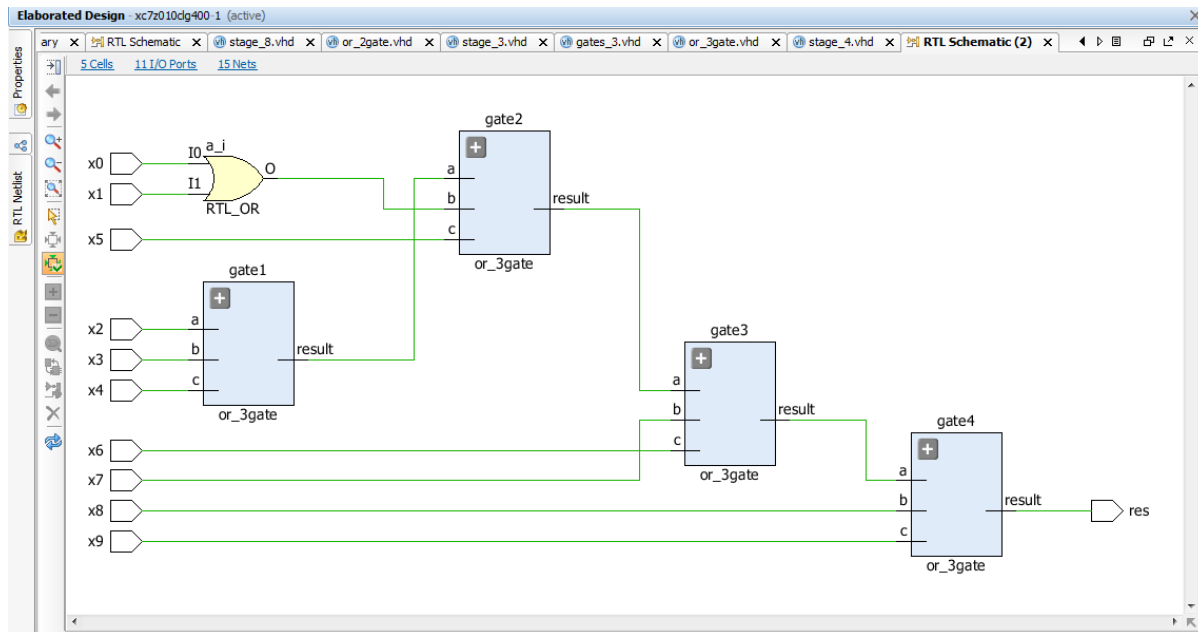 Elaborated Design - xc7z010clg400-1 (active)
ary RTL Schematic stage_8.vhd or_2gate.vhd stage_3.vhd gates_3.vhd or_3gate.vhd stage_4.vhd RTL Schematic (2)
Properties
RTL Netlist
5 Cells 11 I/O Ports 15 Nets
gate2
x0 I0 a_i O
x1 I1
RTL_OR
a
b result
x5 c
or_3gate
gate1
x2 a
x3 b result
x4 c
or_3gate
gate3
a
b result
x6 c
or_3gate
x7
gate4
a
x8 b result res
x9 c
or_3gate